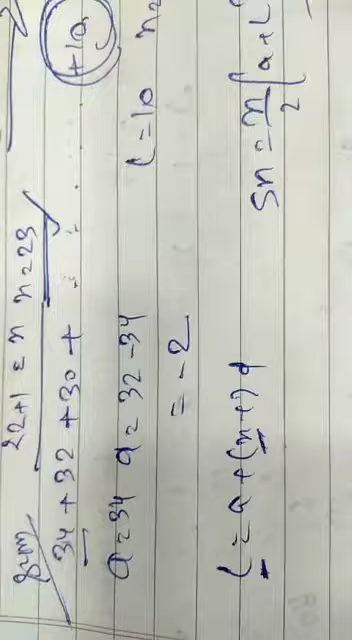 22+1 = n n = 23
Sum
34 + 32 + 30 + ...... +10
a = 34 d = 32-34 l = 10 n=
= -2
l = a + (n-1) d Sn = n/2 [a+l